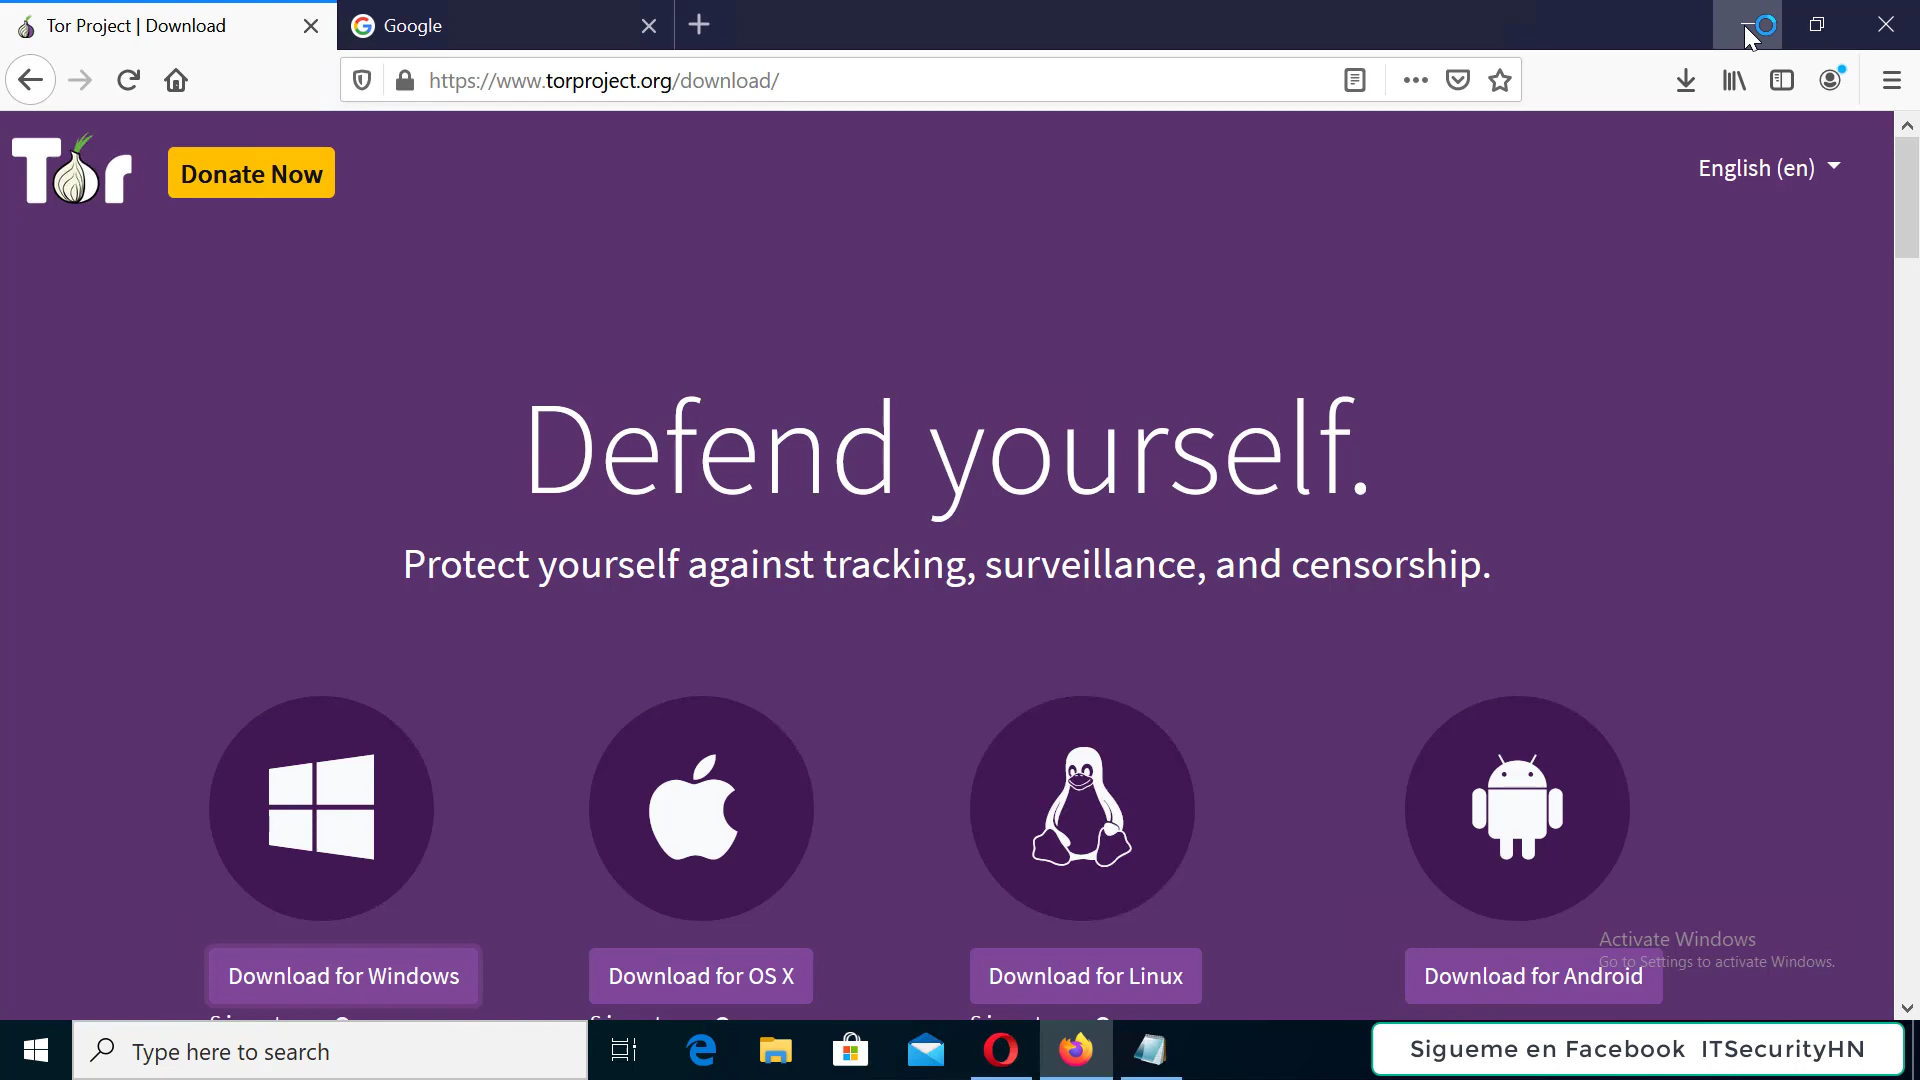 Tor Project | Download
Google
https://www.torproject.org/download/
Tor
Donate Now
English (en)
Defend yourself.
Protect yourself against tracking, surveillance, and censorship.
Download for Windows
Download for OS X
Download for Linux
Download for Android
Activate Windows
Go to Settings to activate Windows.
Type here to search
Sigueme en Facebook ITSecurityHN